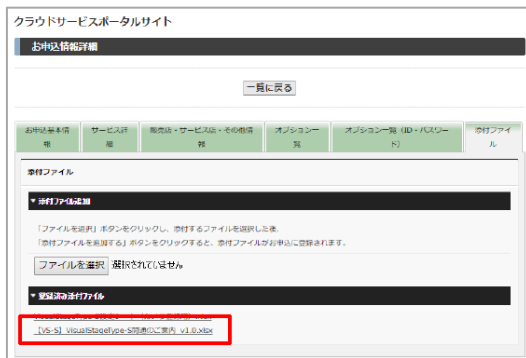 クラウドサービスポータルサイト
お申込情報詳細
一覧に戻る
お申込基本情報
サービス詳細
販売店・サービス店・その他情報
オプション一覧
オプション一覧（ID・パスワード）
添付ファイル
添付ファイル
▼ 添付ファイル追加
「ファイルを選択」ボタンをクリックし、添付するファイルを選択した後、
「添付ファイルを追加する」ボタンをクリックすると、添付ファイルがお申込に登録されます。
ファイルを選択 選択されていません
▼ 登録済み添付ファイル
【VS-S】VisualStageType-S関連のご案内_v1.0.xlsx